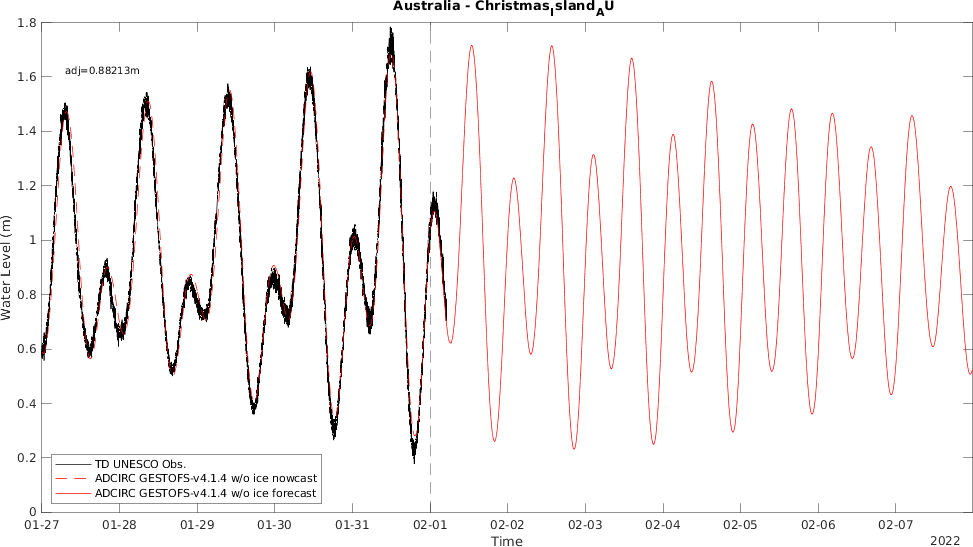 Australia - Christmas_Island_AU
1.8
adj=0.88213m
1.6
1.4
1.2
1
0.8
0.6
0.4
0.2
0
Water Level (m)
TD UNESCO Obs.
ADCIRC GESTOFS-v4.1.4 w/o ice nowcast
ADCIRC GESTOFS-v4.1.4 w/o ice forecast
01-27 01-28 01-29 01-30 01-31 02-01 02-02 02-03 02-04 02-05 02-06 02-07
Time
2022